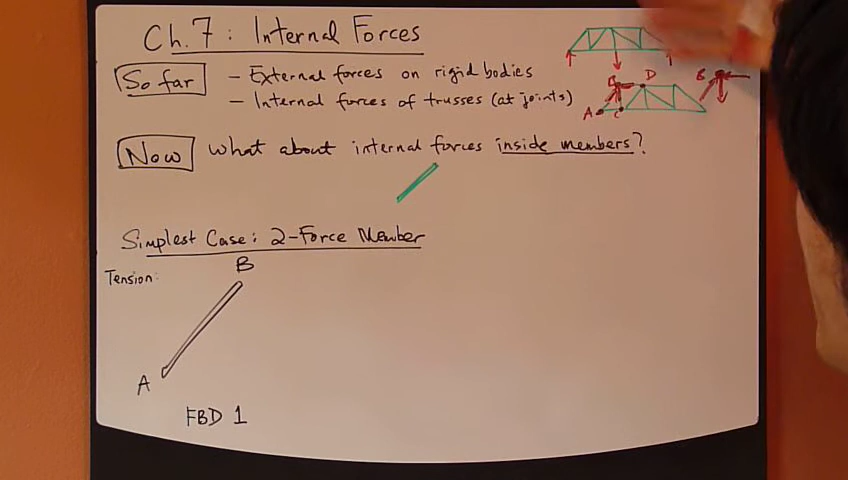 Ch. 7 : Internal Forces
So far
- External forces on rigid bodies
- Internal forces of trusses (at joints)
Now
What about internal forces inside members?
Simplest Case: 2-Force Member
Tension:
B
A
FBD 1
D
A
C
B